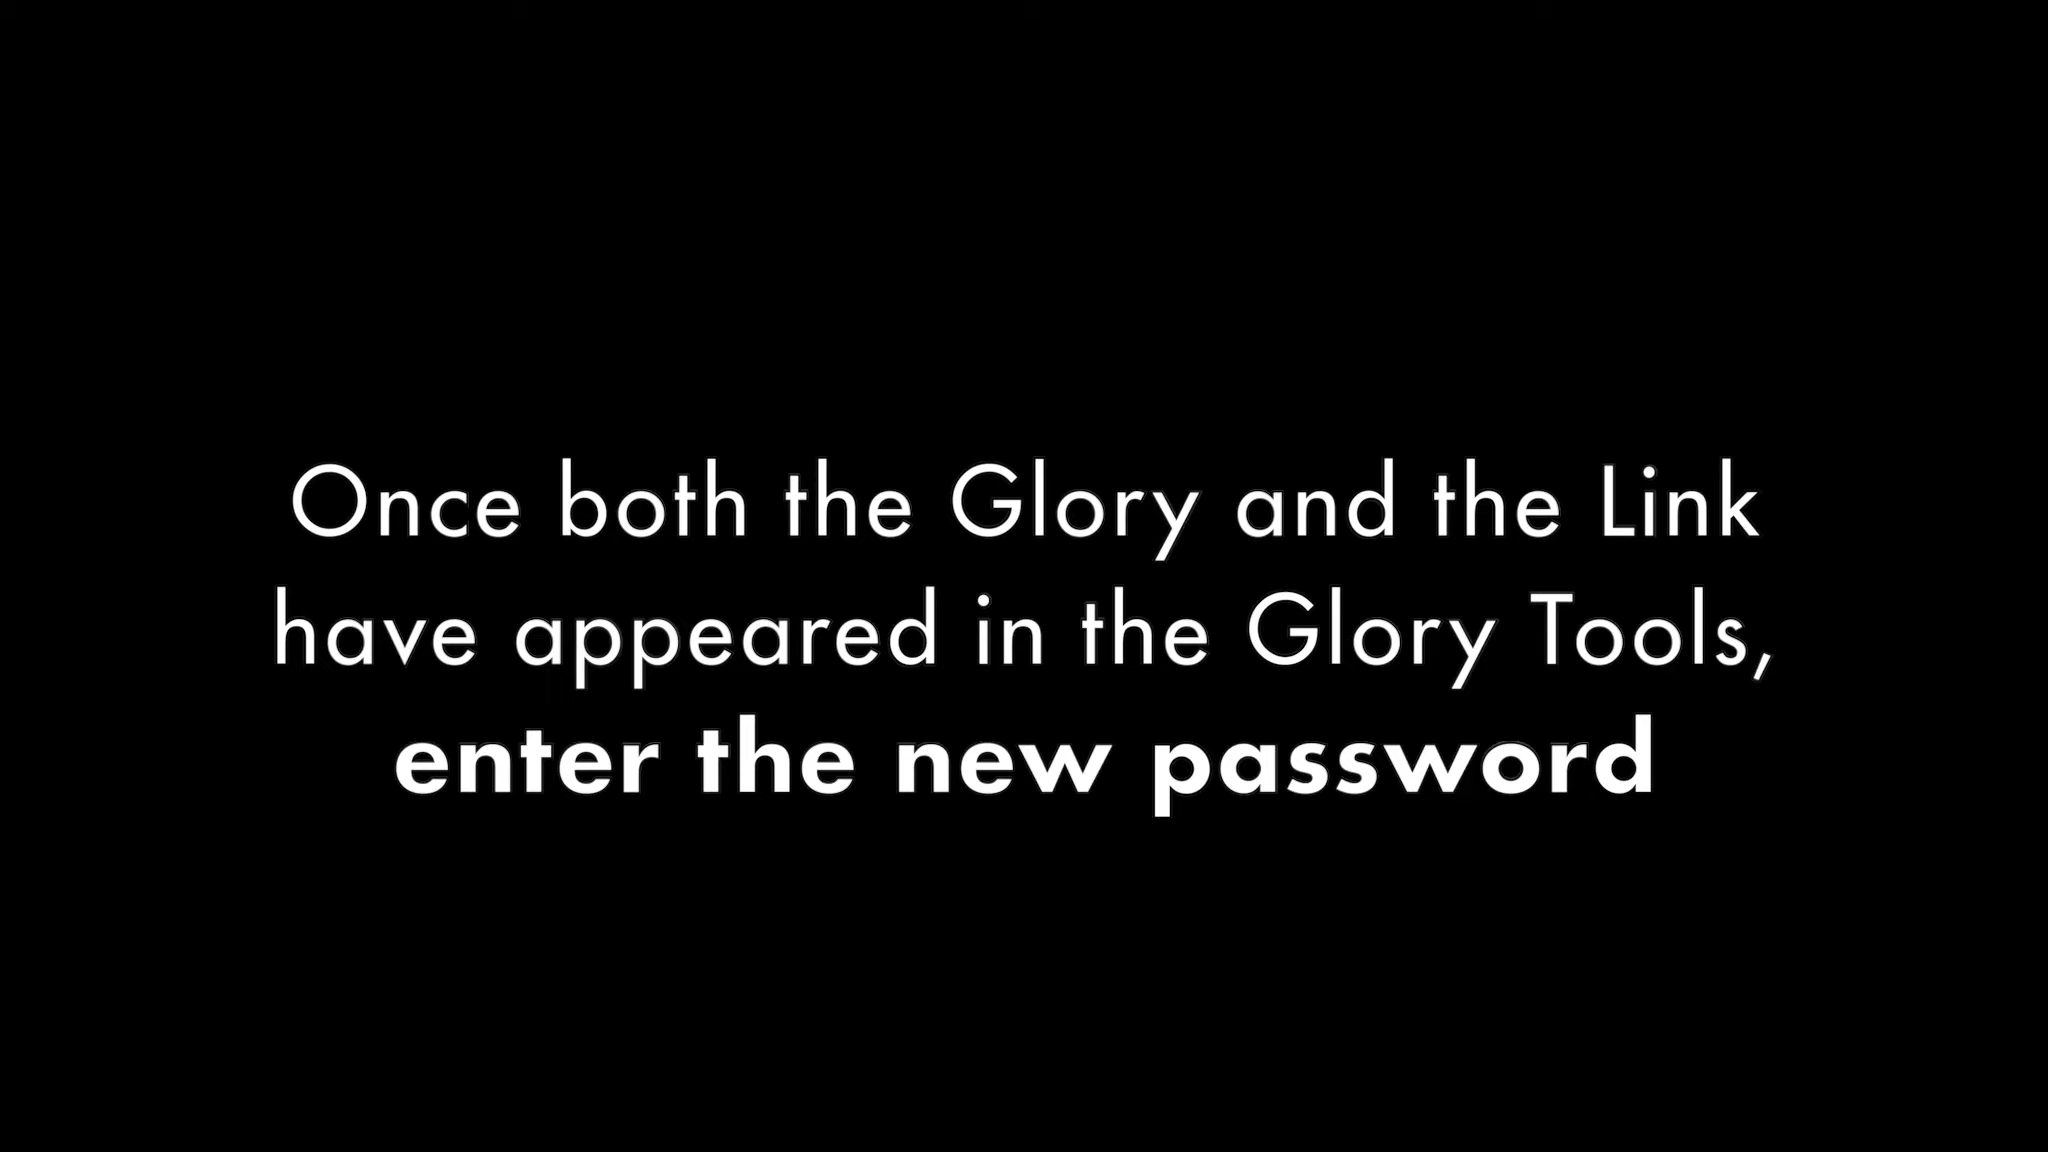 Once both the Glory and the Link
have appeared in the Glory Tools,
enter the new password